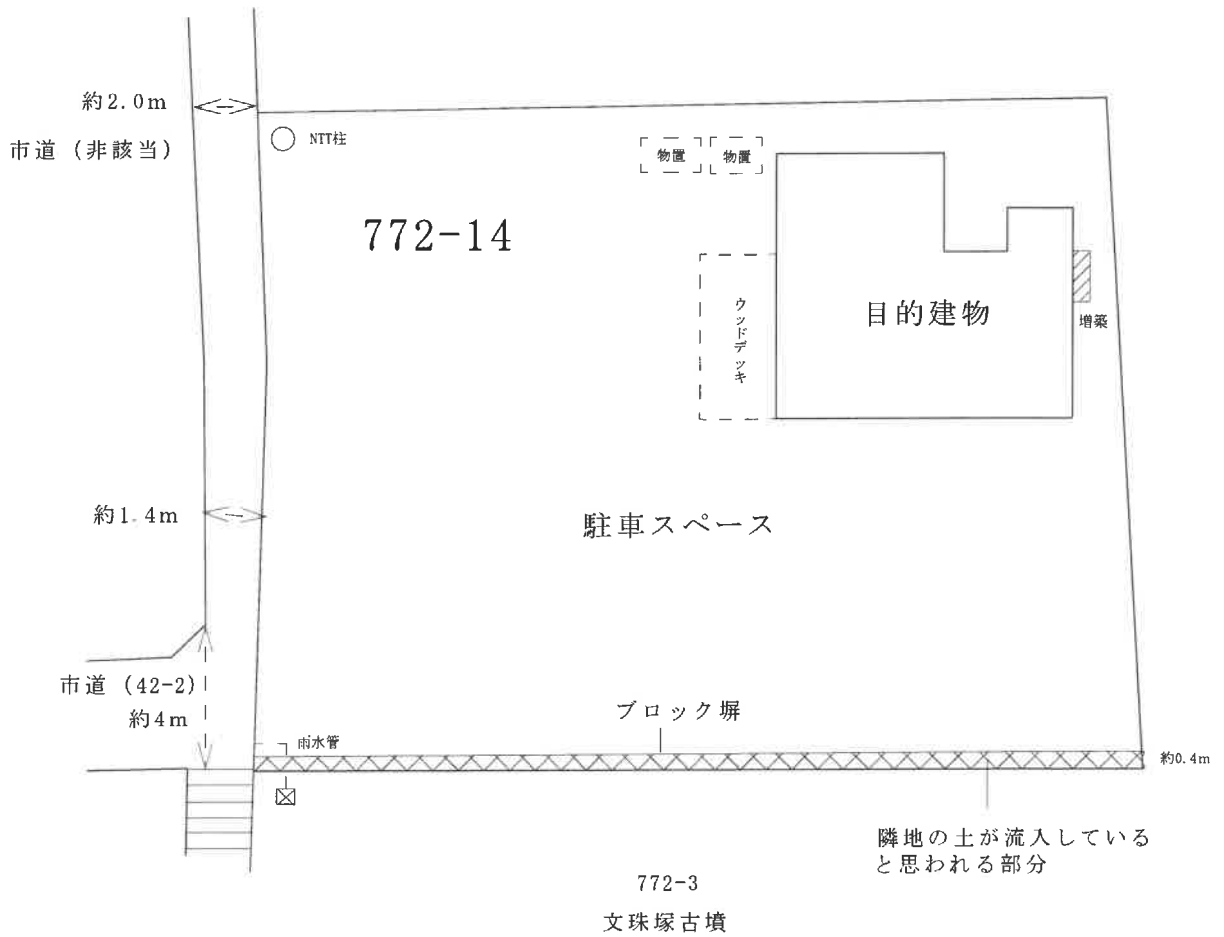 約2.0m
市道（非該当）
NTT柱
物置
物置
772-14
ウッドデッキ
目的建物
増築
約1.4m
駐車スペース
市道（42-2）
約4m
ブロック塀
雨水管
約0.4m
隣地の土が流入している
と思われる部分
772-3
文珠塚古墳